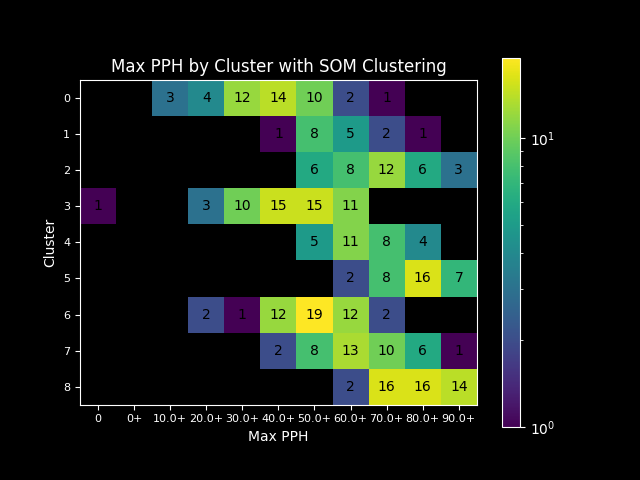 Max PPH by Cluster with SOM Clustering
0 3 4 12 14 10 2 1
1 1 8 5 2 1
2 6 8 12 6 3
3 1 3 10 15 15 11
4 5 11 8 4
5 2 8 16 7
6 2 1 12 19 12 2
7 2 8 13 10 6 1
8 2 16 16 14
0 0+ 10.0+ 20.0+ 30.0+ 40.0+ 50.0+ 60.0+ 70.0+ 80.0+ 90.0+
Max PPH
Cluster
10¹
10⁰